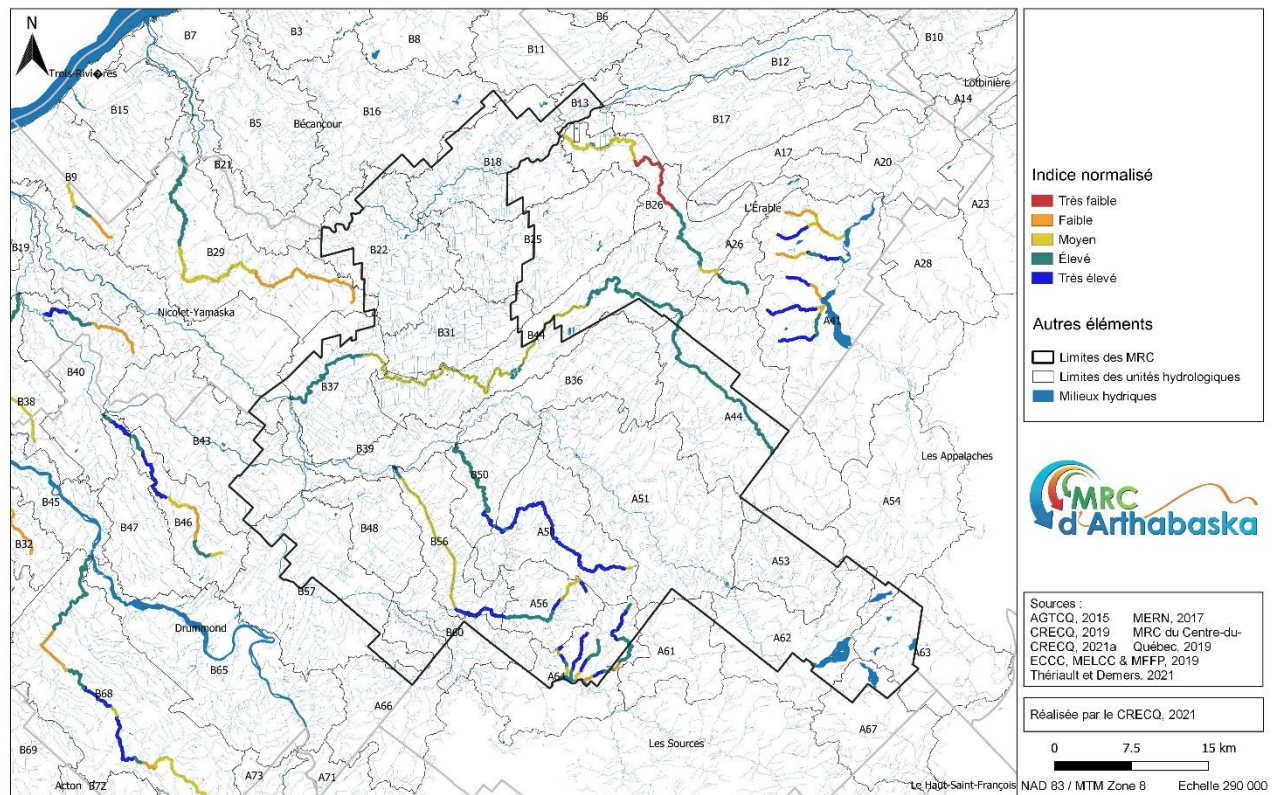 N
B7
B3
B8
B6
B11
B10
Trois-Rivi�res
B15
B5
Bécancour
B16
B13
B12
Lotbinière
A14
B17
B21
B18
A17
A20
B9
B26
L'Érable
A23
B19
B29
B22
B25
A26
A28
Nicolet-Yamaska
B31
B44
A41
B40
B37
B36
B38
B43
A44
B39
Les Appalaches
B45
B50
A51
A54
B47
B46
B48
B32
B56
A50
A53
B57
A56
Drummond
B60
A62
B65
A61
A63
A64
B68
A66
A67
B69
Les Sources
Acton
B72
A73
A71
Le Haut-Saint-François
Indice normalisé
Très faible
Faible
Moyen
Élevé
Très élevé
Autres éléments
Limites des MRC
Limites des unités hydrologiques
Milieux hydriques
MRC
d'Arthabaska
Sources :
AGTCQ, 2015 MERN, 2017
CRECQ, 2019 MRC du Centre-du-
CRECQ, 2021a Québec, 2019
ECCC, MELCC & MFFP, 2019
Thériault et Demers. 2021
Réalisée par le CRECQ, 2021
0 7.5 15 km
NAD 83 / MTM Zone 8 Echelle 290 000